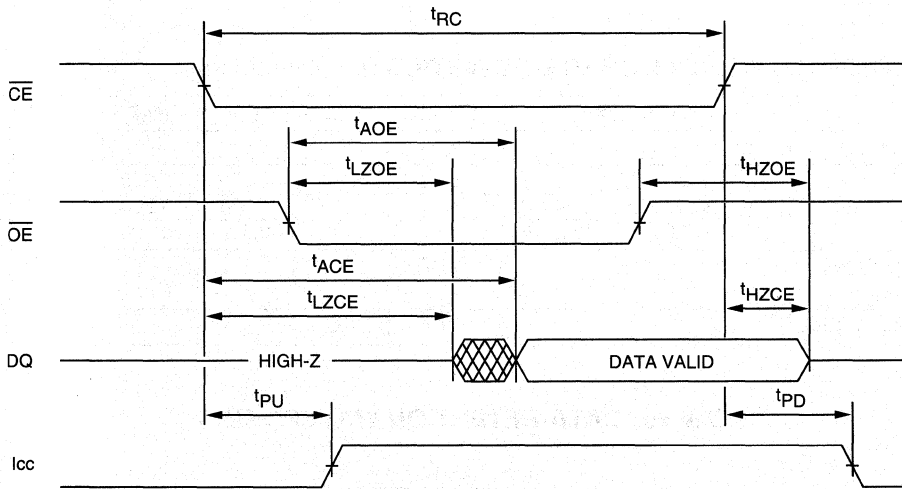 tRC
CE
tAOE
tLZOE
tHZOE
OE
tACE
tLZCE
tHZCE
DQ
HIGH-Z
DATA VALID
tPU
tPD
Icc